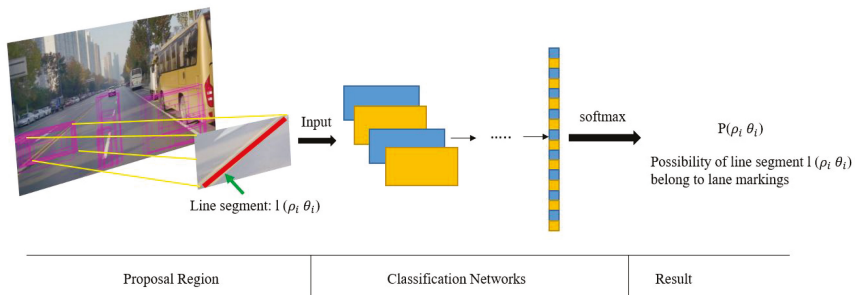 Input
.....
softmax
P(ρᵢ θᵢ)
Possibility of line segment l (ρᵢ θᵢ)
belong to lane markings
Line segment: l (ρᵢ θᵢ)
Proposal Region
Classification Networks
Result